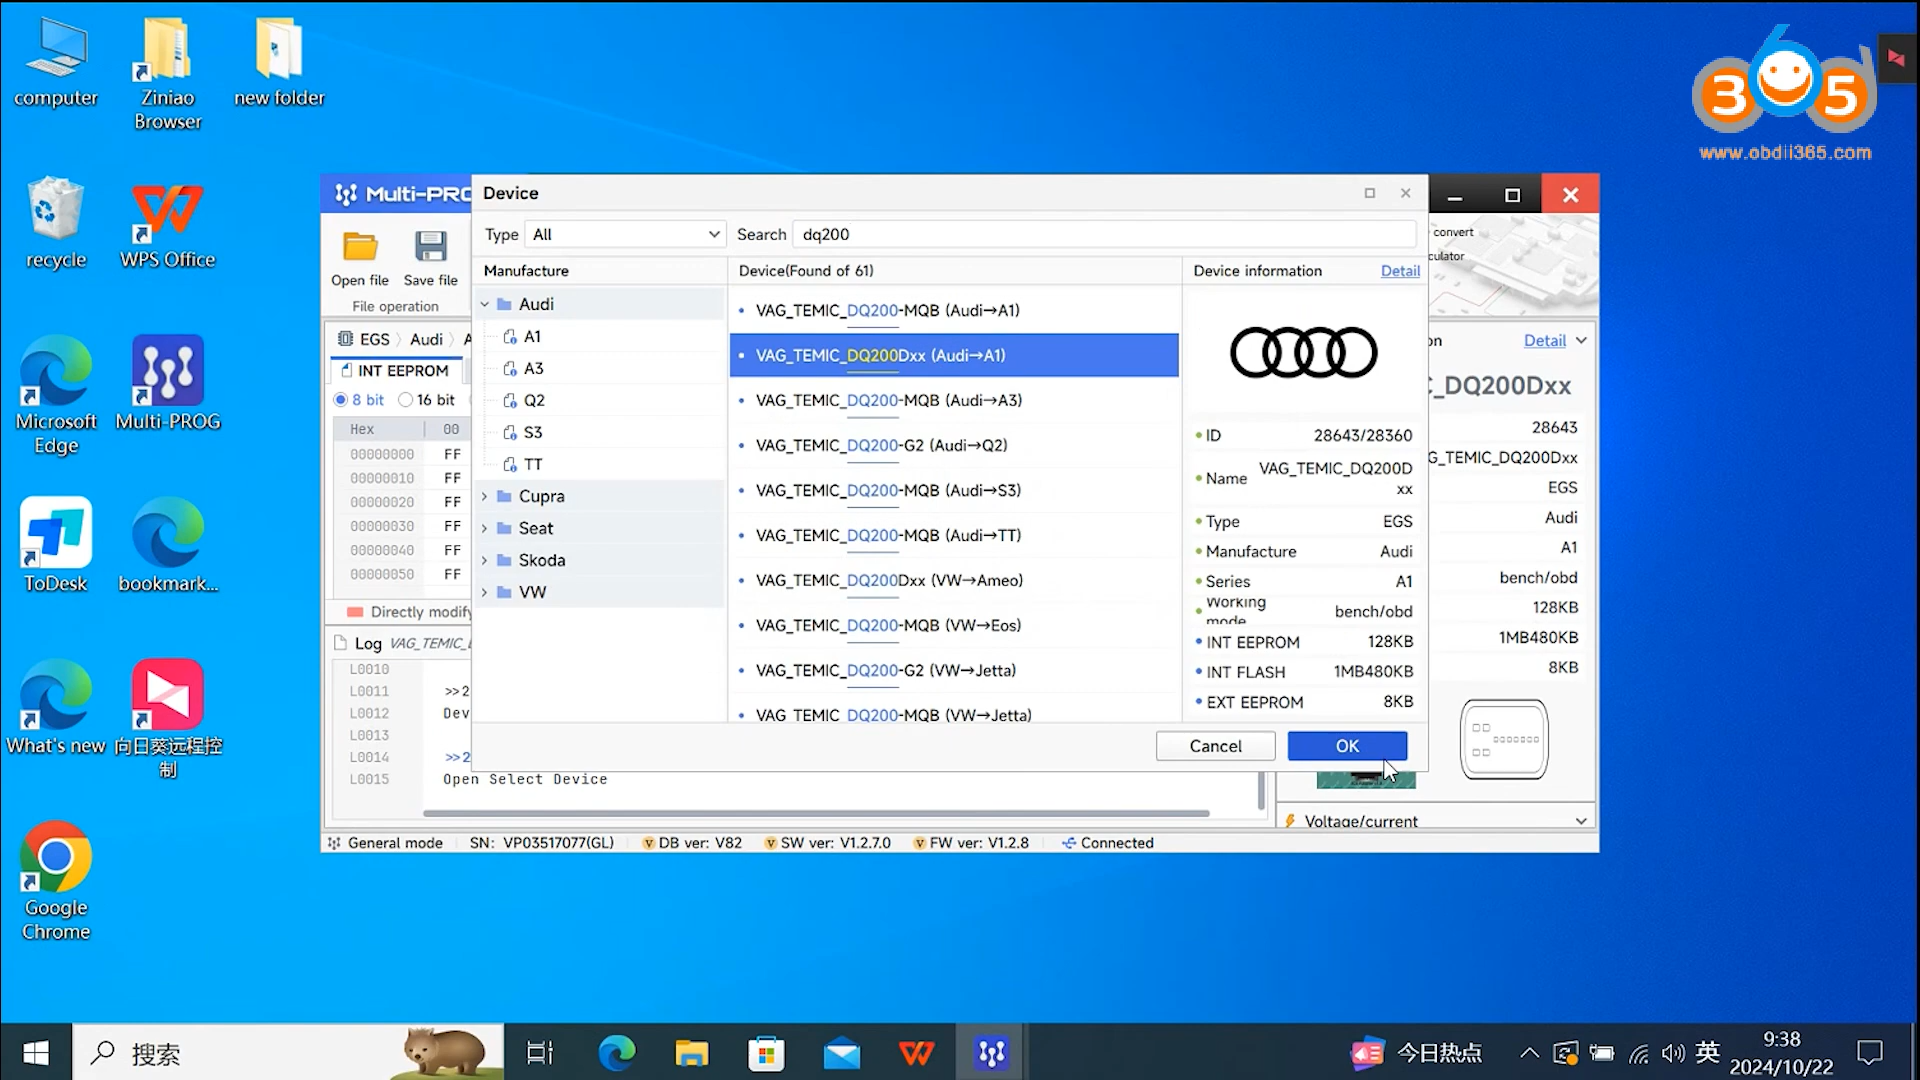 computer
Ziniao
Browser
new folder
recycle
WPS Office
Microsoft
Edge
Multi-PROG
ToDesk
bookmark...
What's new
向日葵远程控
制
Google
Chrome
365
www.obdii365.com
Multi-PRO
Open file
Save file
File operation
EGS
Audi
INT EEPROM
8 bit
16 bit
Hex 00
00000000 FF
00000010 FF
00000020 FF
00000030 FF
00000040 FF
00000050 FF
Directly modify
Log VAG_TEMIC_
L0010
L0011 >>2
L0012 Dev
L0013
L0014 >>2
L0015 Open Select Device
Device
Type All
Search dq200
Manufacture
Audi
A1
A3
Q2
S3
TT
Cupra
Seat
Skoda
VW
Device(Found of 61)
VAG_TEMIC_DQ200-MQB (Audi→A1)
VAG_TEMIC_DQ200Dxx (Audi→A1)
VAG_TEMIC_DQ200-MQB (Audi→A3)
VAG_TEMIC_DQ200-G2 (Audi→Q2)
VAG_TEMIC_DQ200-MQB (Audi→S3)
VAG_TEMIC_DQ200-MQB (Audi→TT)
VAG_TEMIC_DQ200Dxx (VW→Ameo)
VAG_TEMIC_DQ200-MQB (VW→Eos)
VAG_TEMIC_DQ200-G2 (VW→Jetta)
VAG_TEMIC_DQ200-MQB (VW→Jetta)
Device information
Detail
ID 28643/28360
Name VAG_TEMIC_DQ200D
xx
Type EGS
Manufacture Audi
Series A1
Working
mode
bench/obd
INT EEPROM 128KB
INT FLASH 1MB480KB
EXT EEPROM 8KB
Cancel
OK
convert
culator
on
Detail
C_DQ200Dxx
28643
G_TEMIC_DQ200Dxx
EGS
Audi
A1
bench/obd
128KB
1MB480KB
8KB
Voltage/current
General mode
SN: VP03517077(GL)
DB ver: V82
SW ver: V1.2.7.0
FW ver: V1.2.8
Connected
搜索
今日热点
英
9:38
2024/10/22